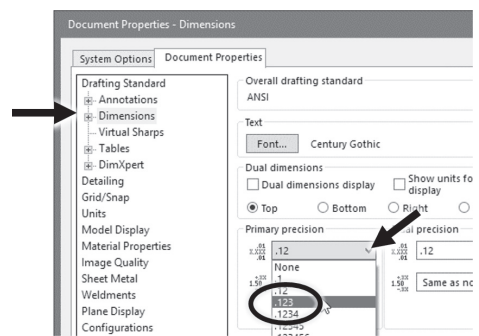 Document Properties - Dimensions
System Options
Document Properties
Drafting Standard
Annotations
Dimensions
Virtual Sharps
Tables
DimXpert
Detailing
Grid/Snap
Units
Model Display
Material Properties
Image Quality
Sheet Metal
Weldments
Plane Display
Configurations
Overall drafting standard
ANSI
Text
Font...
Century Gothic
Dual dimensions
Dual dimensions display
Show units fo
display
Top
Bottom
Right
Primary precision
.12
None
.1
.12
.123
.1234
.12345
.123456
precision
.12
Same as no